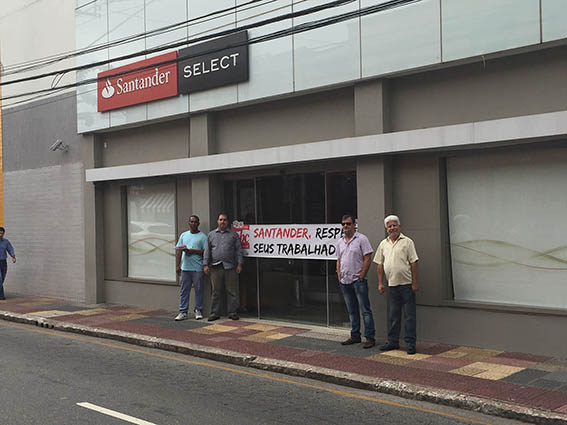 Santander SELECT
SANTANDER, RESP
SEUS TRABALHAD